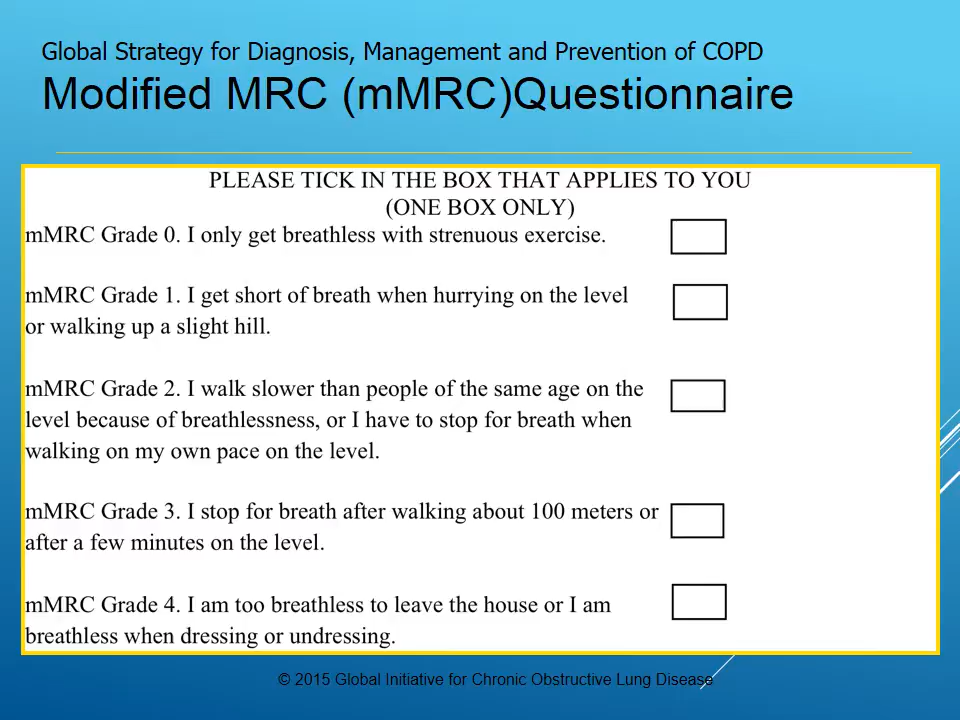 Global Strategy for Diagnosis, Management and Prevention of COPD
Modified MRC (mMRC)Questionnaire
PLEASE TICK IN THE BOX THAT APPLIES TO YOU
(ONE BOX ONLY)
mMRC Grade 0. I only get breathless with strenuous exercise.
mMRC Grade 1. I get short of breath when hurrying on the level
or walking up a slight hill.
mMRC Grade 2. I walk slower than people of the same age on the
level because of breathlessness, or I have to stop for breath when
walking on my own pace on the level.
mMRC Grade 3. I stop for breath after walking about 100 meters or
after a few minutes on the level.
mMRC Grade 4. I am too breathless to leave the house or I am
breathless when dressing or undressing.
© 2015 Global Initiative for Chronic Obstructive Lung Disease